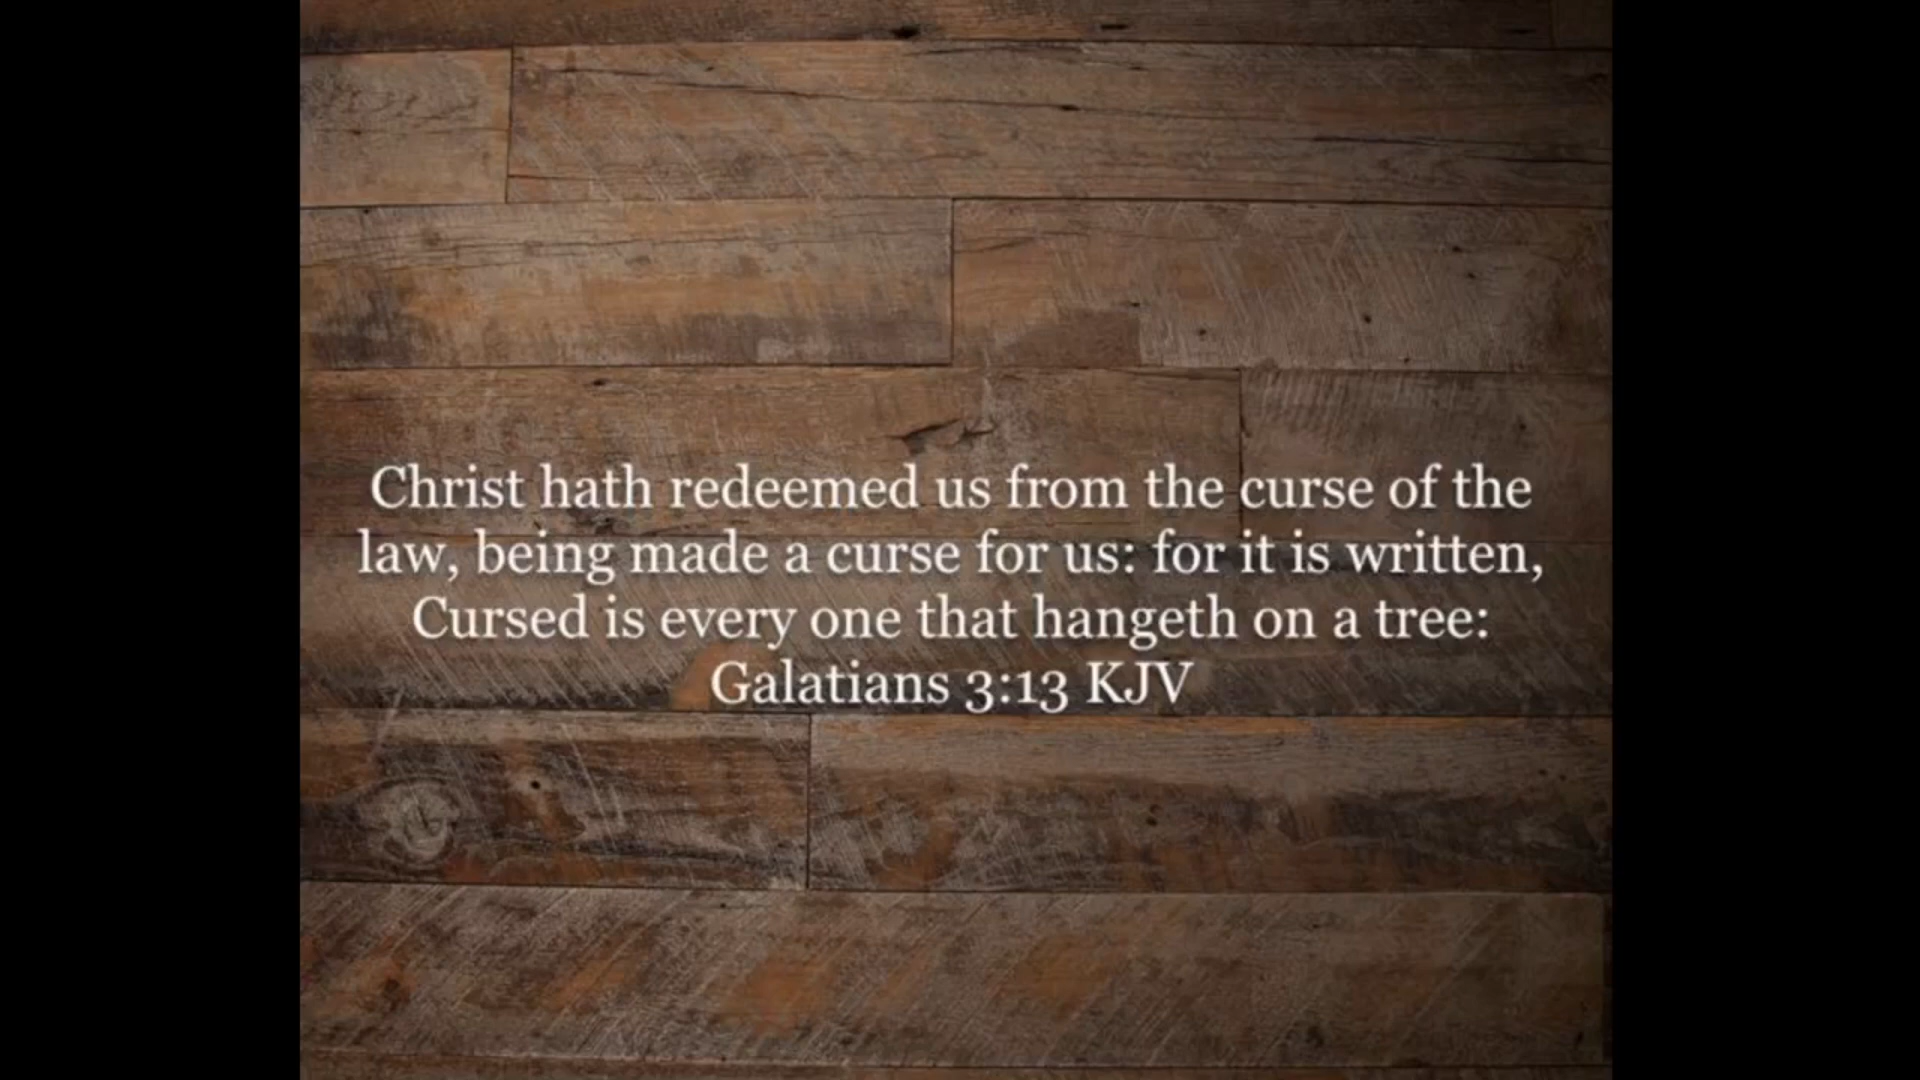 Christ hath redeemed us from the curse of the
law, being made a curse for us: for it is written,
Cursed is every one that hangeth on a tree:
Galatians 3:13 KJV